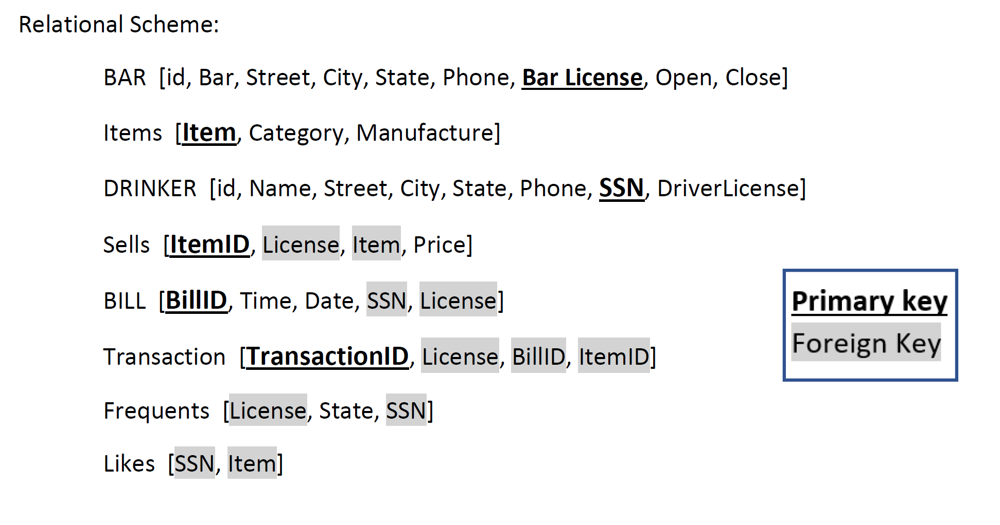 Relational Scheme:
BAR [id, Bar, Street, City, State, Phone, Bar License, Open, Close]
Items [Item, Category, Manufacture]
DRINKER [id, Name, Street, City, State, Phone, SSN, DriverLicense]
Sells [ItemID, License, Item, Price]
BILL [BillID, Time, Date, SSN, License]
Transaction [TransactionID, License, BillID, ItemID]
Frequents [License, State, SSN]
Likes [SSN, Item]
Primary key
Foreign Key